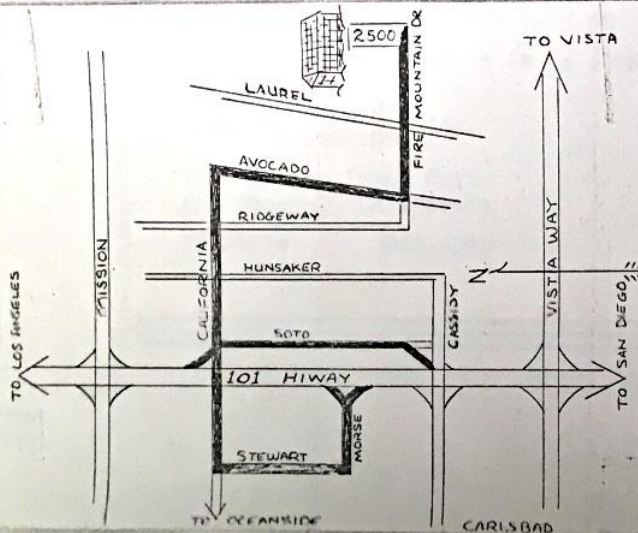 2500
FIRE MOUNTAIN DR
TO VISTA
LAUREL
AVOCADO
RIDGEWAY
MISSION
CALIFORNIA
HUNSAKER
N
CASSIDY
VISTA WAY
TO LOS ANGELES
SOTO
TO SAN DIEGO
101 HIWAY
MORSE
STEWART
TO OCEANSIDE
CARLSBAD